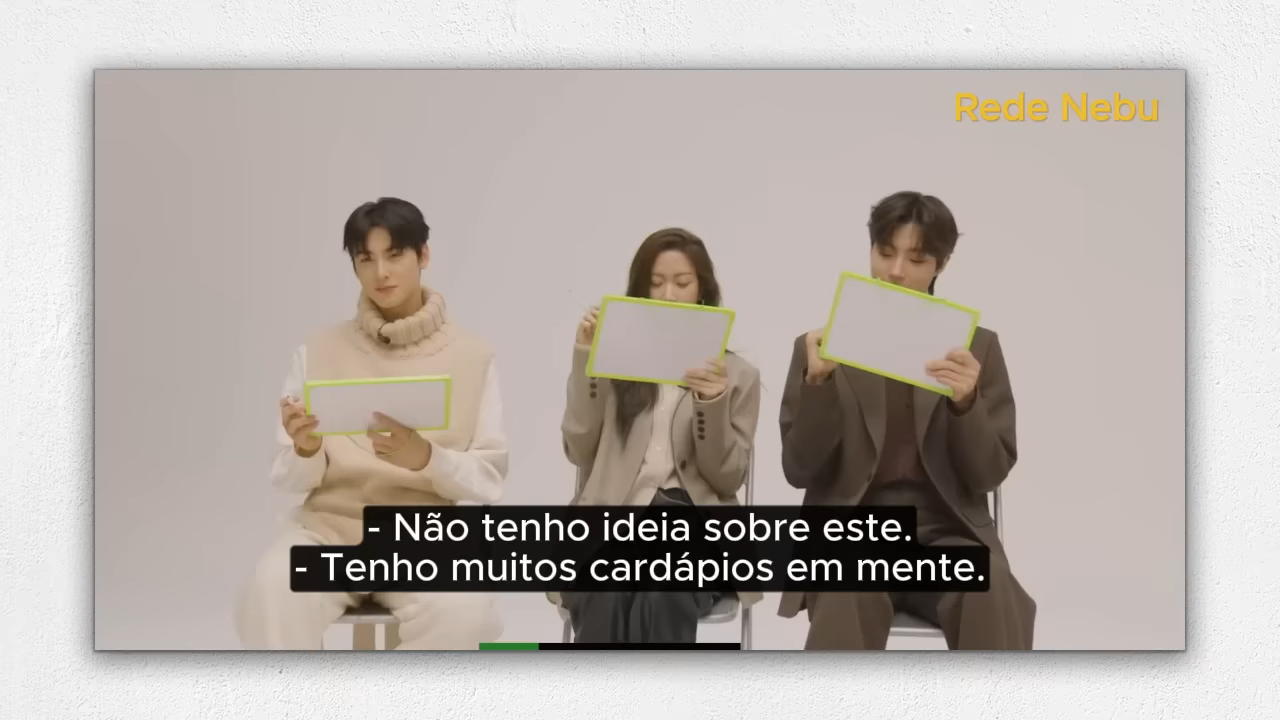 Rede Nebu
- Não tenho ideia sobre este.
- Tenho muitos cardápios em mente.